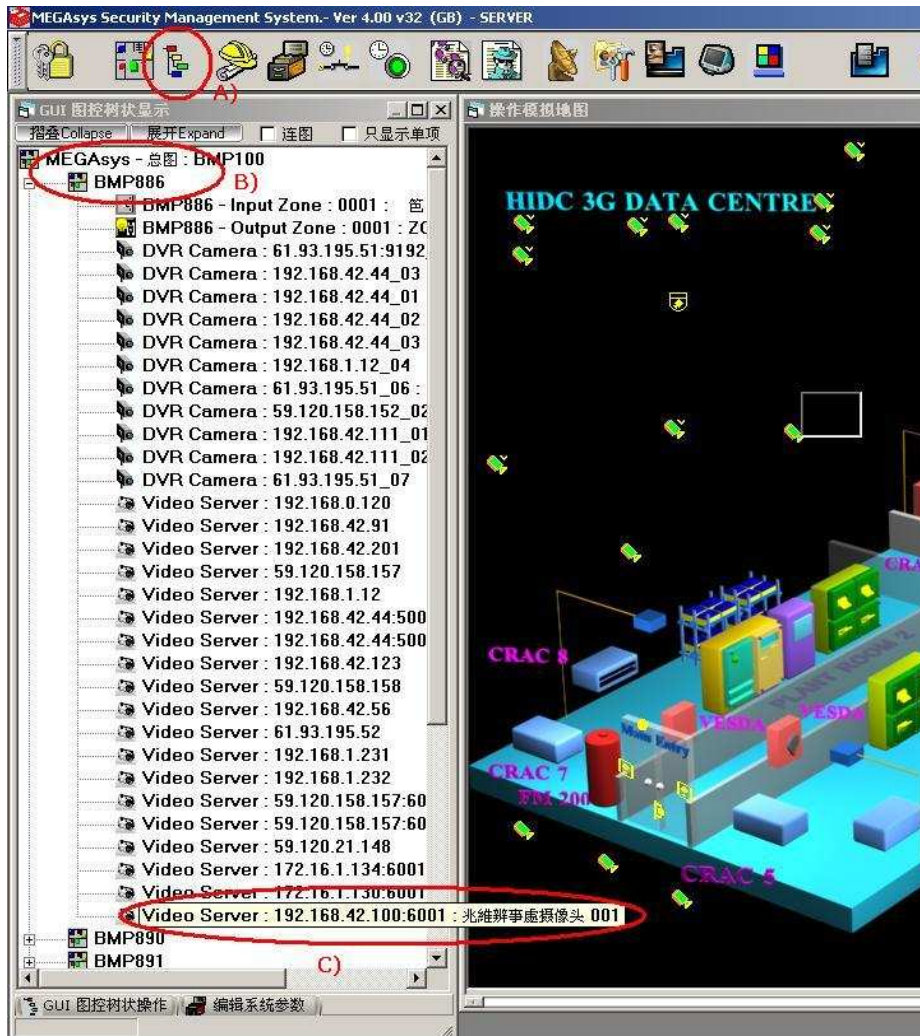 MEGAsys Security Management System.- Ver 4.00 v32 (GB) - SERVER
A)
GUI 图控树状显示
摺叠Collapse 展开Expand 连图 只显示单项
MEGAsys - 总图 : BMP100
BMP886
B)
BMP886 - Input Zone : 0001 :
BMP886 - Output Zone : 0001 : ZO
DVR Camera : 61.93.195.51:9192
DVR Camera : 192.168.42.44_03
DVR Camera : 192.168.42.44_01
DVR Camera : 192.168.42.44_02
DVR Camera : 192.168.42.44_03
DVR Camera : 192.168.1.12_04
DVR Camera : 61.93.195.51_06 :
DVR Camera : 59.120.158.152_02
DVR Camera : 192.168.42.111_01
DVR Camera : 192.168.42.111_02
DVR Camera : 61.93.195.51_07
Video Server : 192.168.0.120
Video Server : 192.168.42.91
Video Server : 192.168.42.201
Video Server : 59.120.158.157
Video Server : 192.168.1.12
Video Server : 192.168.42.44:500
Video Server : 192.168.42.44:500
Video Server : 192.168.42.123
Video Server : 59.120.158.158
Video Server : 192.168.42.56
Video Server : 61.93.195.52
Video Server : 192.168.1.231
Video Server : 192.168.1.232
Video Server : 59.120.158.157:60
Video Server : 59.120.158.157:60
Video Server : 59.120.21.148
Video Server : 172.16.1.134:6001
Video Server : 172.16.1.130:6001
Video Server : 192.168.42.100:6001 : 兆維辨事處摄像头 001
BMP890
BMP891
C)
GUI 图控树状操作 编辑系统参数
操作模拟地图
HIDC 3G DATA CENTRE
CRA
CRAC 8
PLANT ROOM 2
VESDA
VESDA
Main Entry
CRAC 7
FM 200
CRAC 5